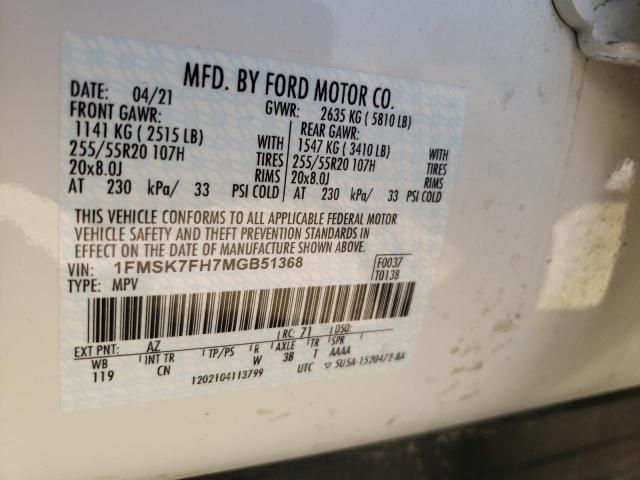 MFD. BY FORD MOTOR CO.
DATE: 04/21 GVWR: 2635 KG ( 5810 LB)
FRONT GAWR: REAR GAWR:
1141 KG ( 2515 LB) WITH 1547 KG ( 3410 LB) WITH
255/55R20 107H TIRES 255/55R20 107H TIRES
20x8.0J RIMS 20x8.0J RIMS
AT 230 kPa/ 33 PSI COLD AT 230 kPa/ 33 PSI COLD
THIS VEHICLE CONFORMS TO ALL APPLICABLE FEDERAL MOTOR
VEHICLE SAFETY AND THEFT PREVENTION STANDARDS IN
EFFECT ON THE DATE OF MANUFACTURE SHOWN ABOVE.
VIN: 1FMSK7FH7MGB51368 F0037
TYPE: MPV T0138
EXT PNT: AZ RC: 71 DSO:
WB INT TR TP/PS R AXLE TR SPR
119 CN W 3B T AAAA
1202104113799 UTC ▽ 5U5A-1520472-BA